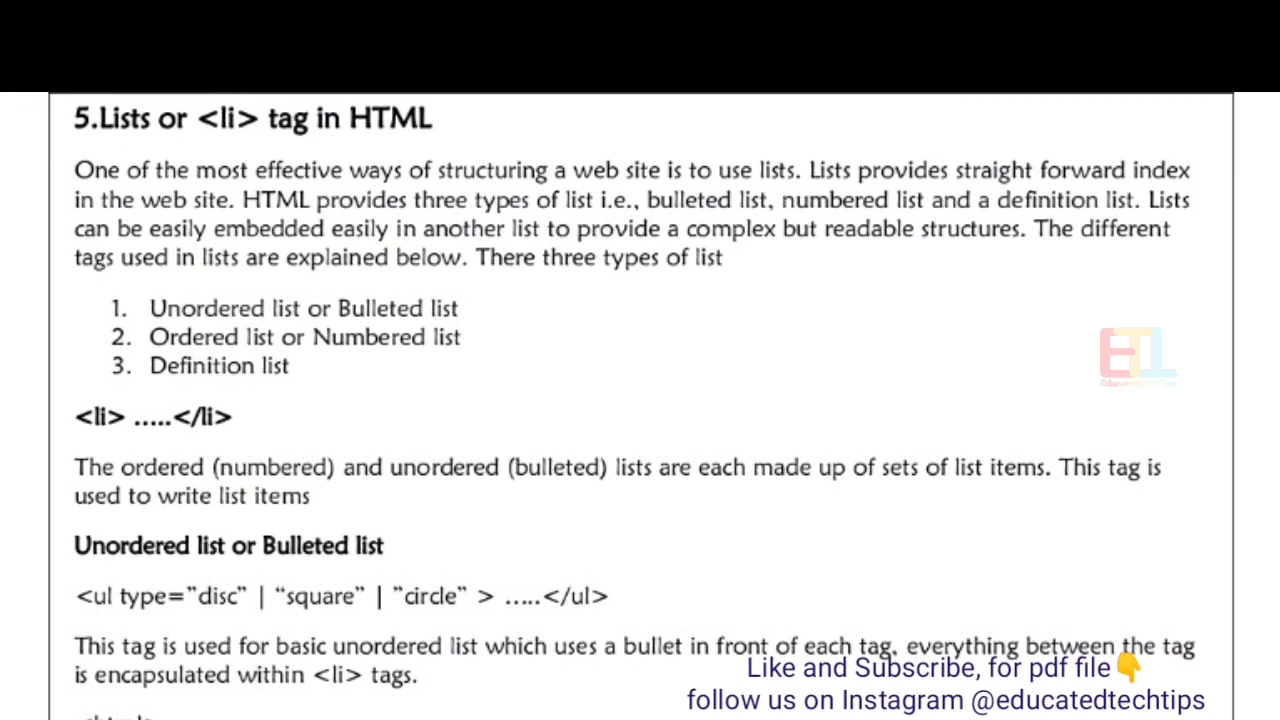 5.Lists or <li> tag in HTML
One of the most effective ways of structuring a web site is to use lists. Lists provides straight forward index
in the web site. HTML provides three types of list i.e., bulleted list, numbered list and a definition list. Lists
can be easily embedded easily in another list to provide a complex but readable structures. The different
tags used in lists are explained below. There three types of list
1. Unordered list or Bulleted list
2. Ordered list or Numbered list
3. Definition list
ETL
<li> .....</li>
The ordered (numbered) and unordered (bulleted) lists are each made up of sets of list items. This tag is
used to write list items
Unordered list or Bulleted list
<ul type=”disc” | “square” | ”circle” > .....</ul>
This tag is used for basic unordered list which uses a bullet in front of each tag, everything between the tag
is encapsulated within <li> tags.
Like and Subscribe, for pdf file👇
follow us on Instagram @educatedtechtips